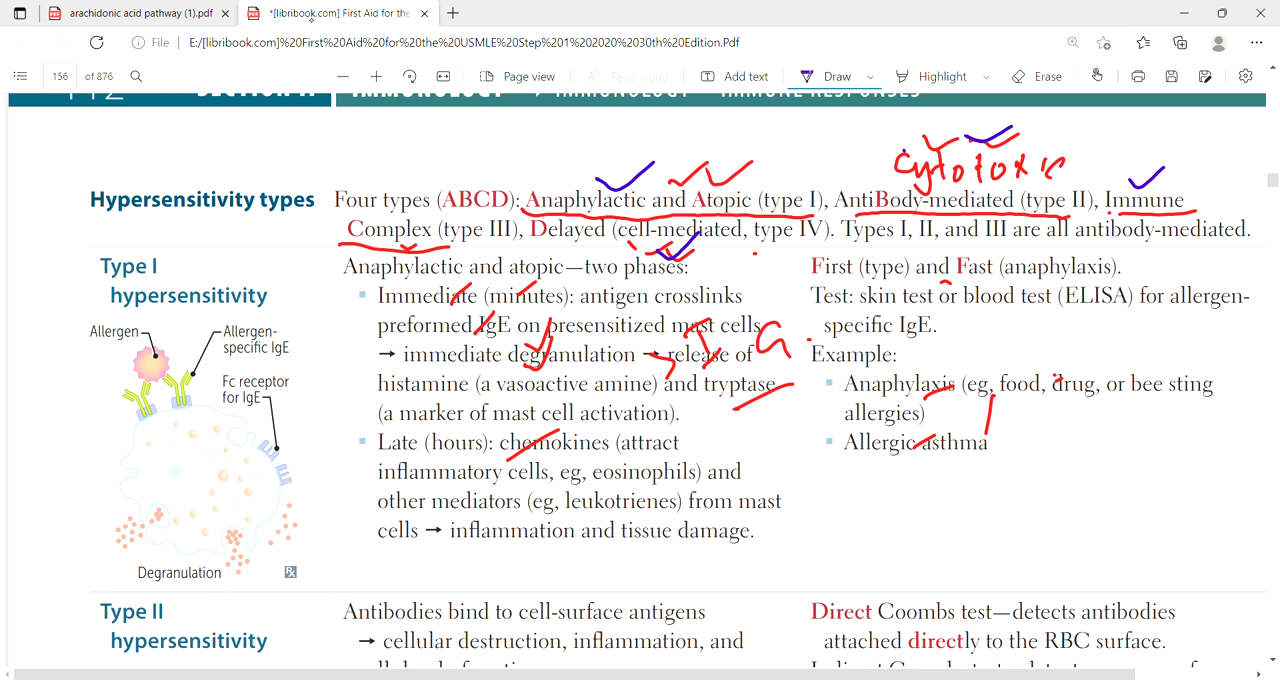 arachidonic acid pathway (1).pdf
*[libribook.com] First Aid for the
File E:/[libribook.com]%20First%20Aid%20for%20the%20USMLE%20Step%201%202020%2030th%20Edition.Pdf
156 of 876 Page view Read aloud Add text Draw Highlight Erase
IMMUNOLOGY IMMUNOLOGY IMMUNE RESPONSES
Cytotoxic
Hypersensitivity types
Four types (ABCD): Anaphylactic and Atopic (type I), AntiBody-mediated (type II), Immune
Complex (type III), Delayed (cell-mediated, type IV). Types I, II, and III are all antibody-mediated.
Type I
hypersensitivity
Allergen
Allergen-
specific IgE
Fc receptor
for IgE
Degranulation
Rx
Anaphylactic and atopic—two phases:
▪ Immediate (minutes): antigen crosslinks
preformed IgE on presensitized mast cells
→ immediate degranulation → release of
histamine (a vasoactive amine) and tryptase
(a marker of mast cell activation).
▪ Late (hours): chemokines (attract
inflammatory cells, eg, eosinophils) and
other mediators (eg, leukotrienes) from mast
cells → inflammation and tissue damage.
First (type) and Fast (anaphylaxis).
Test: skin test or blood test (ELISA) for allergen-
specific IgE.
Example:
▪ Anaphylaxis (eg, food, drug, or bee sting
allergies)
▪ Allergic asthma
Type II
hypersensitivity
Antibodies bind to cell-surface antigens
→ cellular destruction, inflammation, and
Direct Coombs test—detects antibodies
attached directly to the RBC surface.